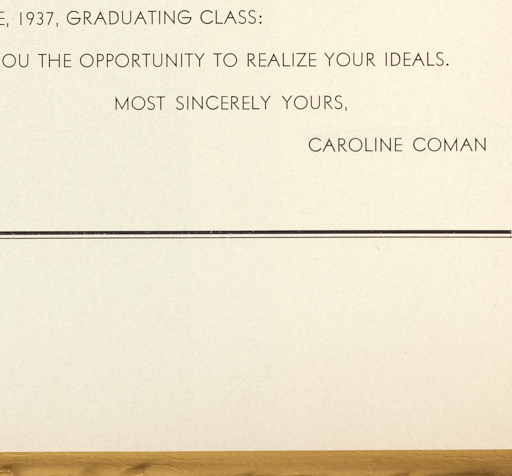 E, 1937, GRADUATING CLASS:
OU THE OPPORTUNITY TO REALIZE YOUR IDEALS.
MOST SINCERELY YOURS,
CAROLINE COMAN